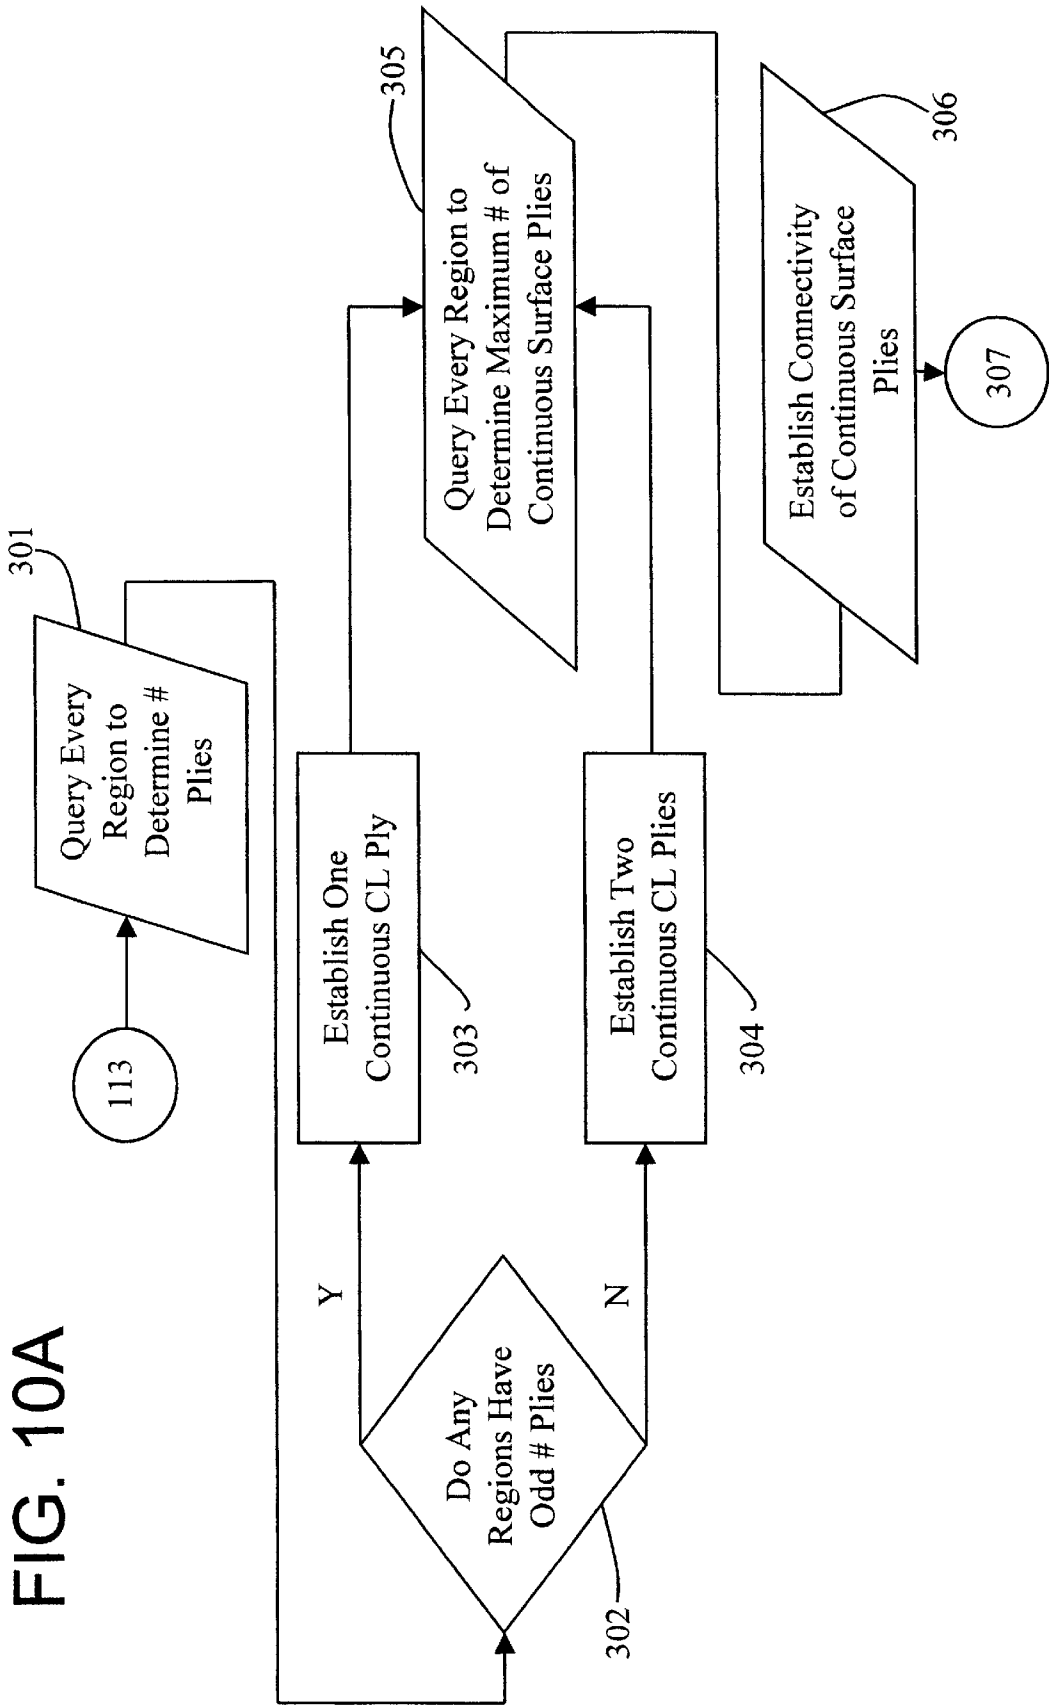 FIG. 10A
113
Query Every
Region to
Determine #
Plies
301
Do Any
Regions Have
Odd # Plies
302
Y
N
Establish One
Continuous CL Ply
303
Establish Two
Continuous CL Plies
304
Query Every Region to
Determine Maximum # of
Continuous Surface Plies
305
Establish Connectivity
of Continuous Surface
Plies
306
307